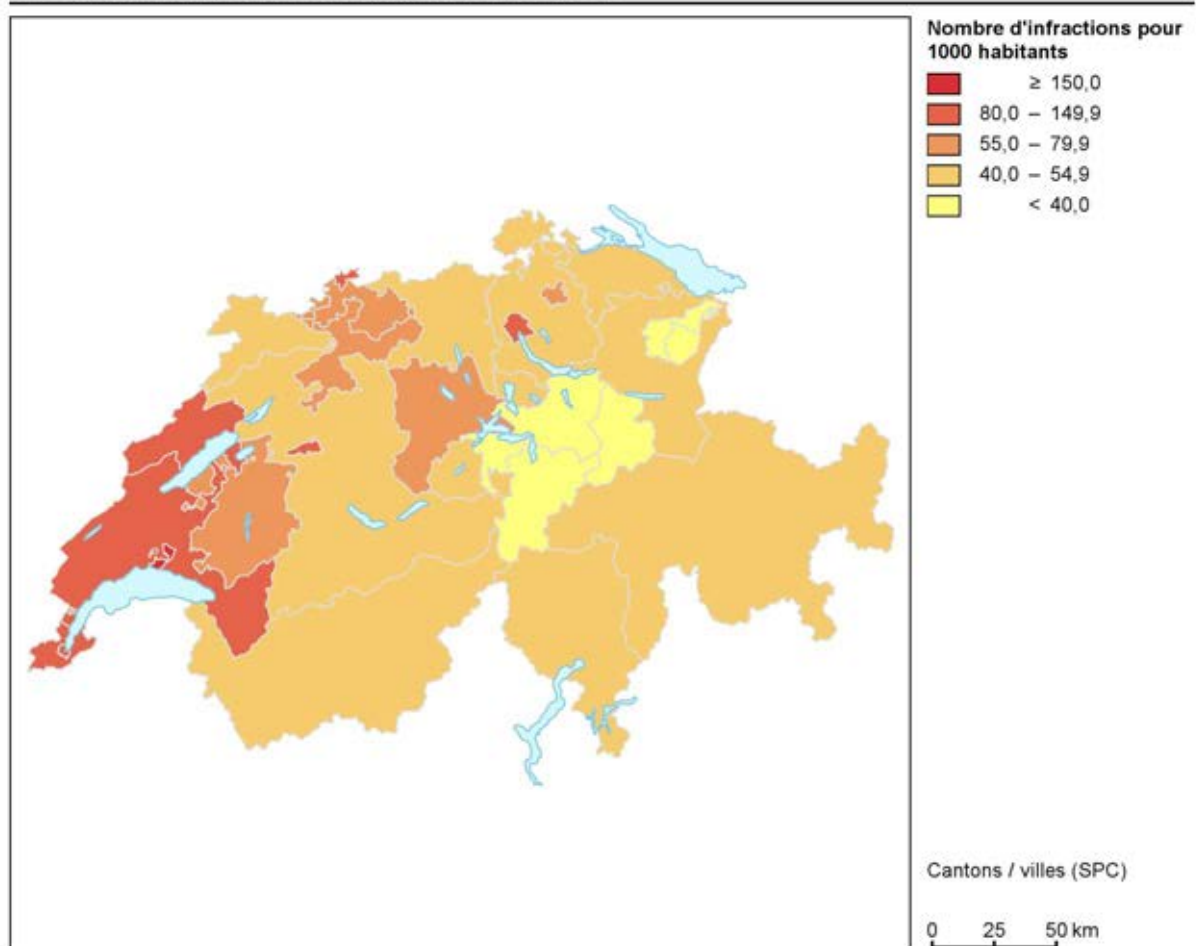 Nombre d'infractions pour
1000 habitants
≥ 150,0
80,0 – 149,9
55,0 – 79,9
40,0 – 54,9
< 40,0
Cantons / villes (SPC)
0 25 50 km